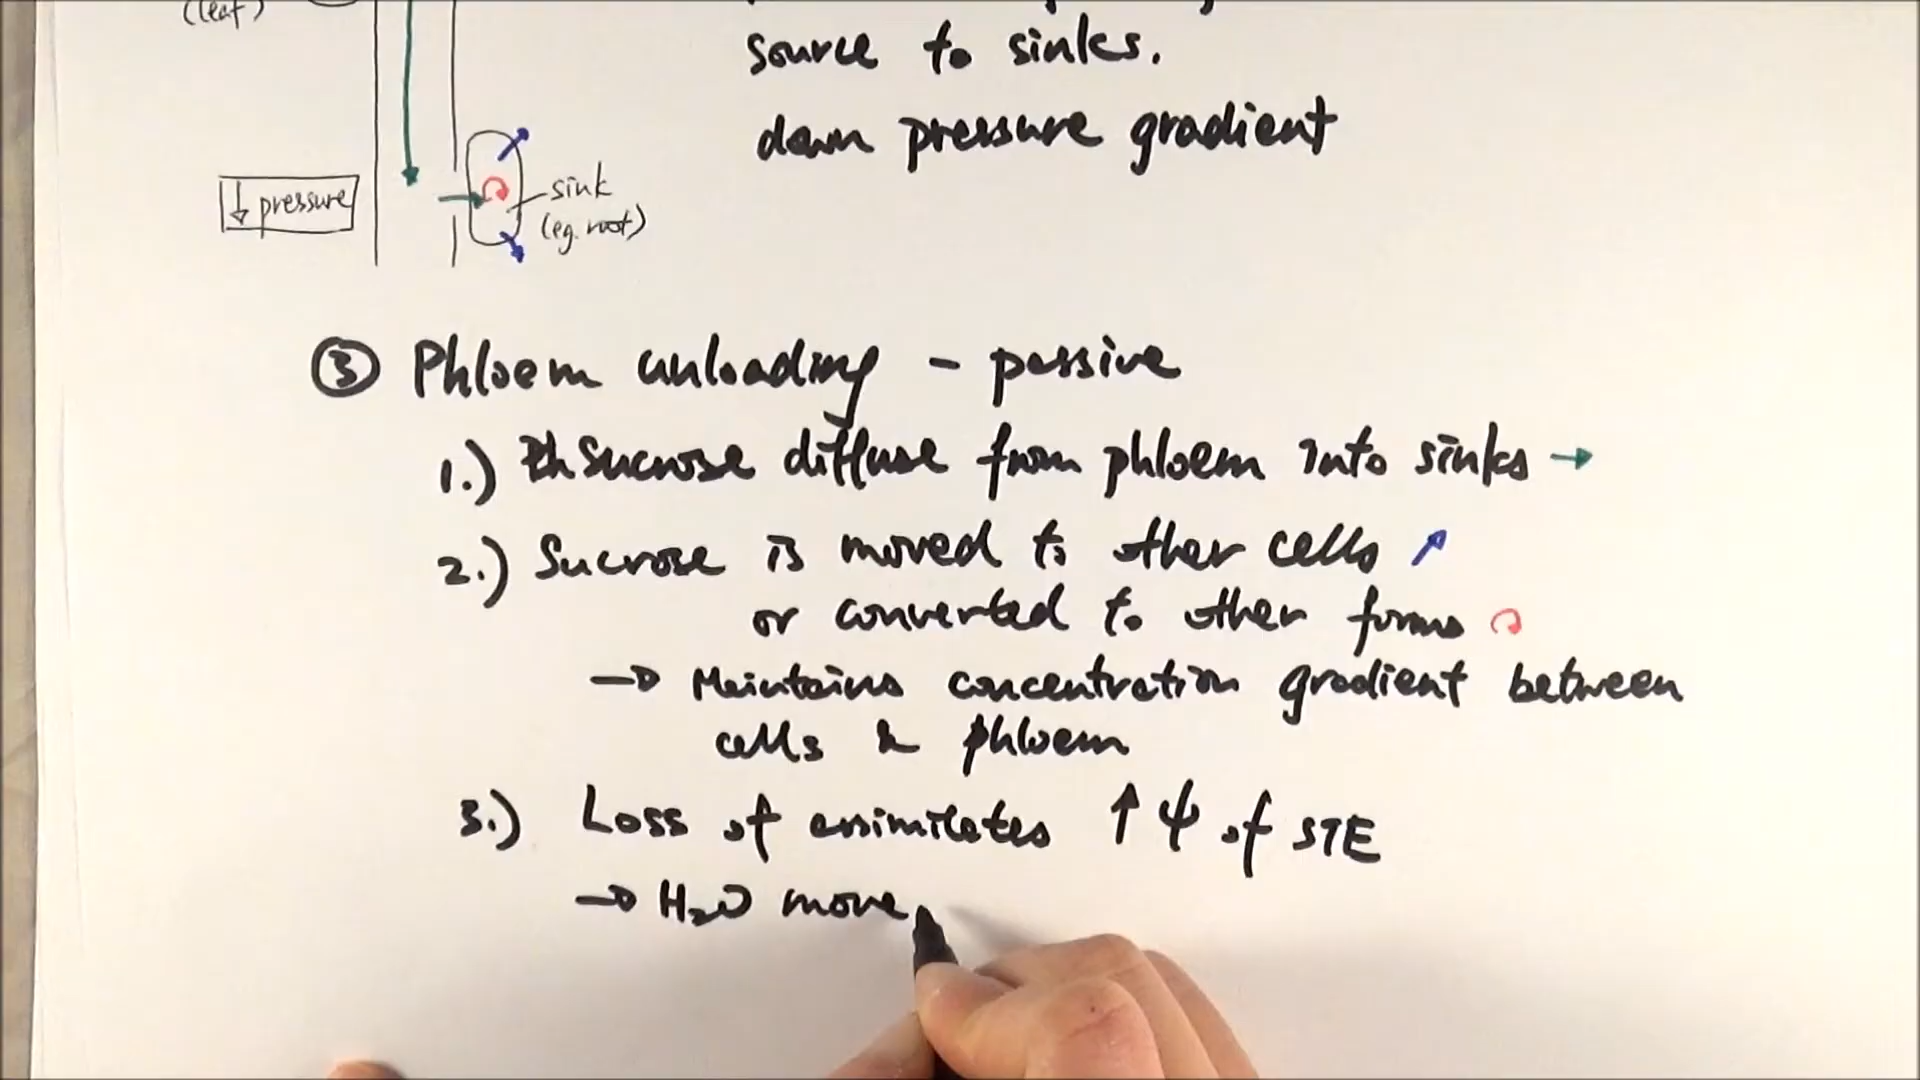 (leaf)
source to sinks.
down pressure gradient
↓ pressure
sink
(eg. root)
③ Phloem unloading - passive
1.) Sucrose diffuse from phloem into sinks →
2.) Sucrose is moved to other cells ↗
or converted to other forms
→ Maintains concentration gradient between
cells & phloem
3.) Loss of assimilates ↑ ψ of STE
→ H₂O move